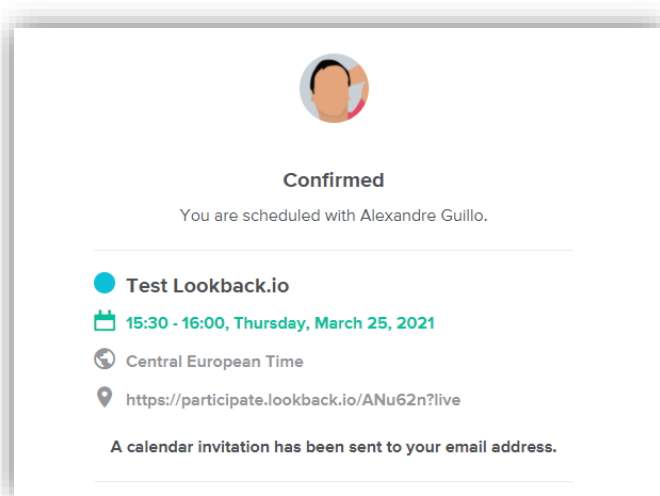 Confirmed
You are scheduled with Alexandre Guillo.
Test Lookback.io
15:30 - 16:00, Thursday, March 25, 2021
Central European Time
https://participate.lookback.io/ANu62n?live
A calendar invitation has been sent to your email address.